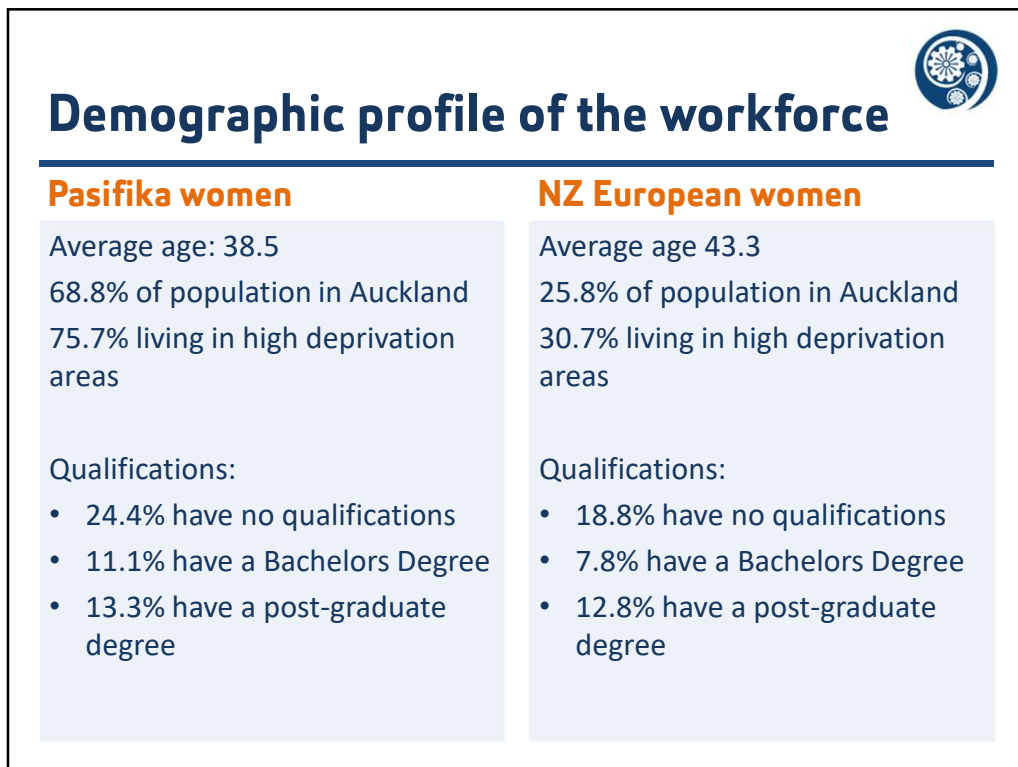 Demographic profile of the workforce
Pasifika women
Average age: 38.5
68.8% of population in Auckland
75.7% living in high deprivation
areas
Qualifications:
• 24.4% have no qualifications
• 11.1% have a Bachelors Degree
• 13.3% have a post-graduate
degree
NZ European women
Average age 43.3
25.8% of population in Auckland
30.7% living in high deprivation
areas
Qualifications:
• 18.8% have no qualifications
• 7.8% have a Bachelors Degree
• 12.8% have a post-graduate
degree